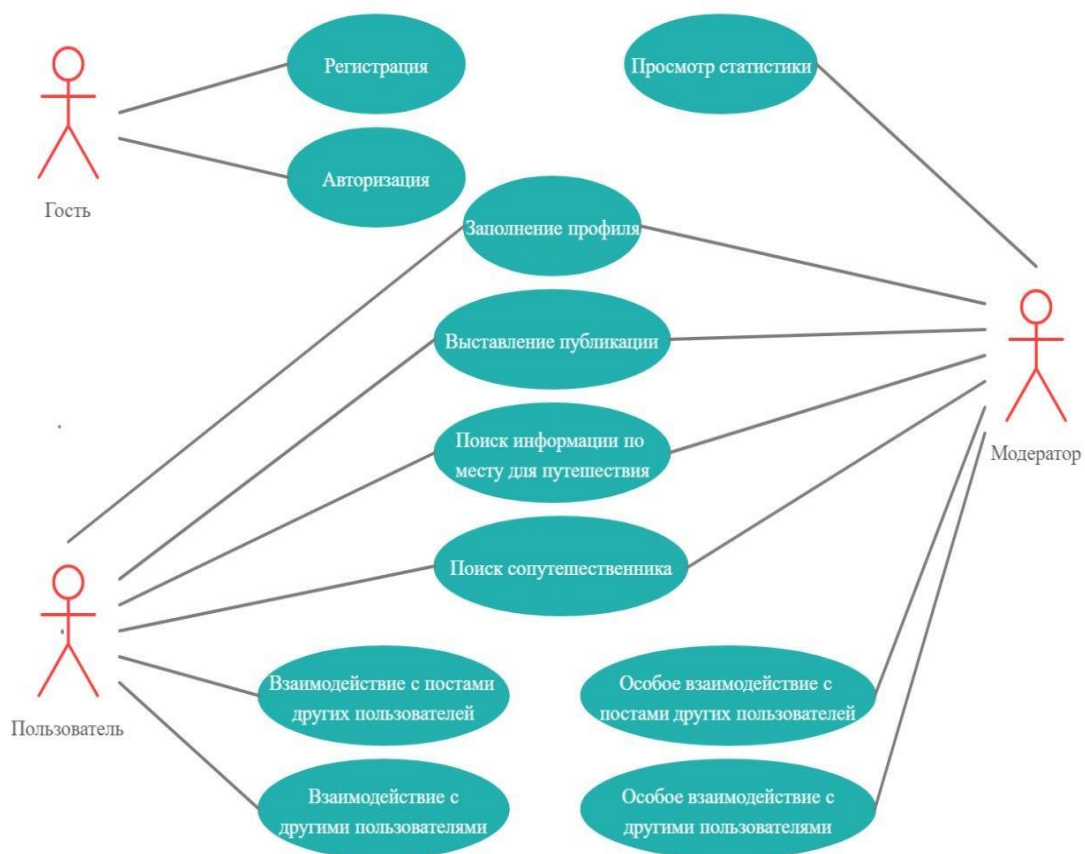 Регистрация
Просмотр статистики
Авторизация
Гость
Заполнение профиля
Выставление публикации
Поиск информации по
месту для путешествия
Модератор
Поиск сопутешественника
Взаимодействие с постами
других пользователей
Особое взаимодействие с
постами других пользователей
Пользователь
Взаимодействие с
другими пользователями
Особое взаимодействие с
другими пользователями